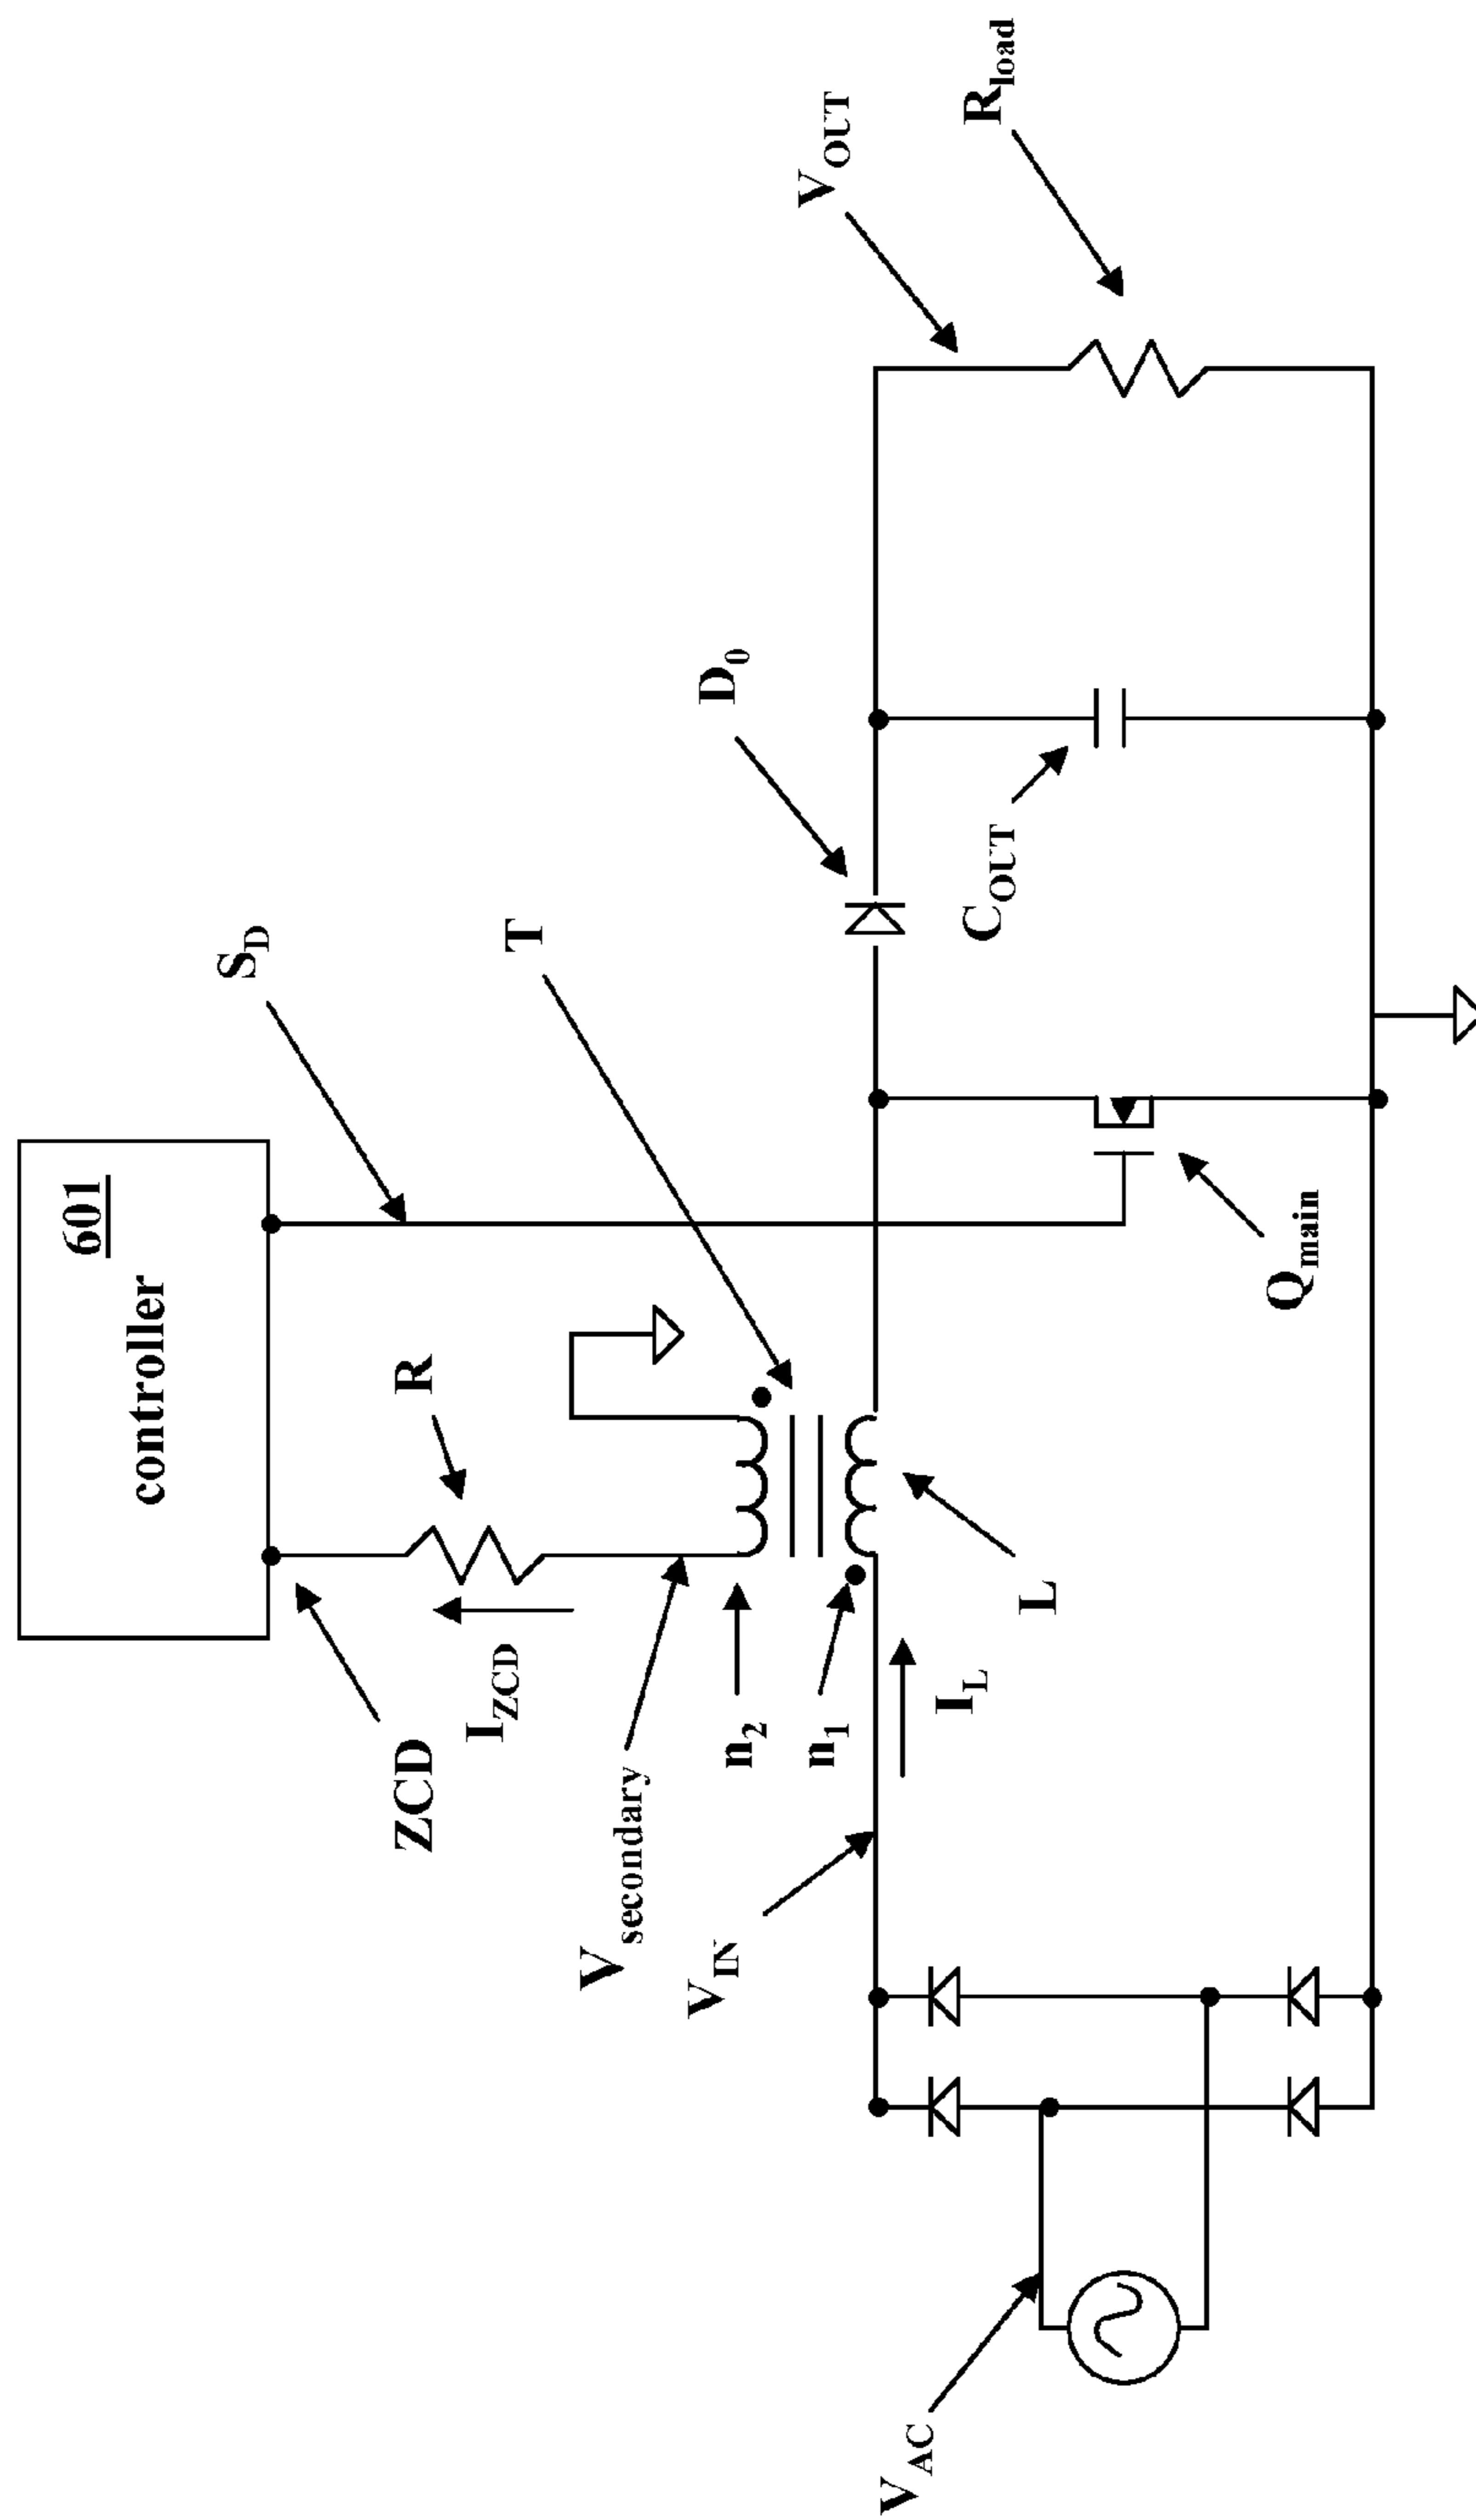 601
controller
S_D
R
T
ZCD
I_ZCD
V_secondary
n_2
n_1
V_IN
I_L
L
D_0
V_OUT
R_load
C_OUT
Q_main
V_AC